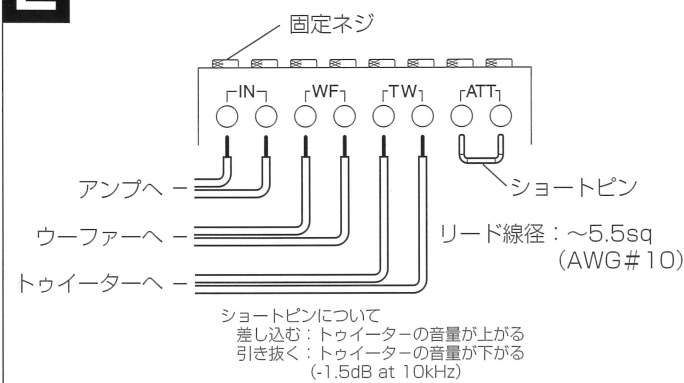 固定ネジ
IN WF TW ATT
アンプへ
ショートピン
ウーファーへ
リード線径：～5.5sq
(AWG#10)
トゥイーターへ
ショートピンについて
差し込む：トゥイーターの音量が上がる
引き抜く：トゥイーターの音量が下がる
(-1.5dB at 10kHz)